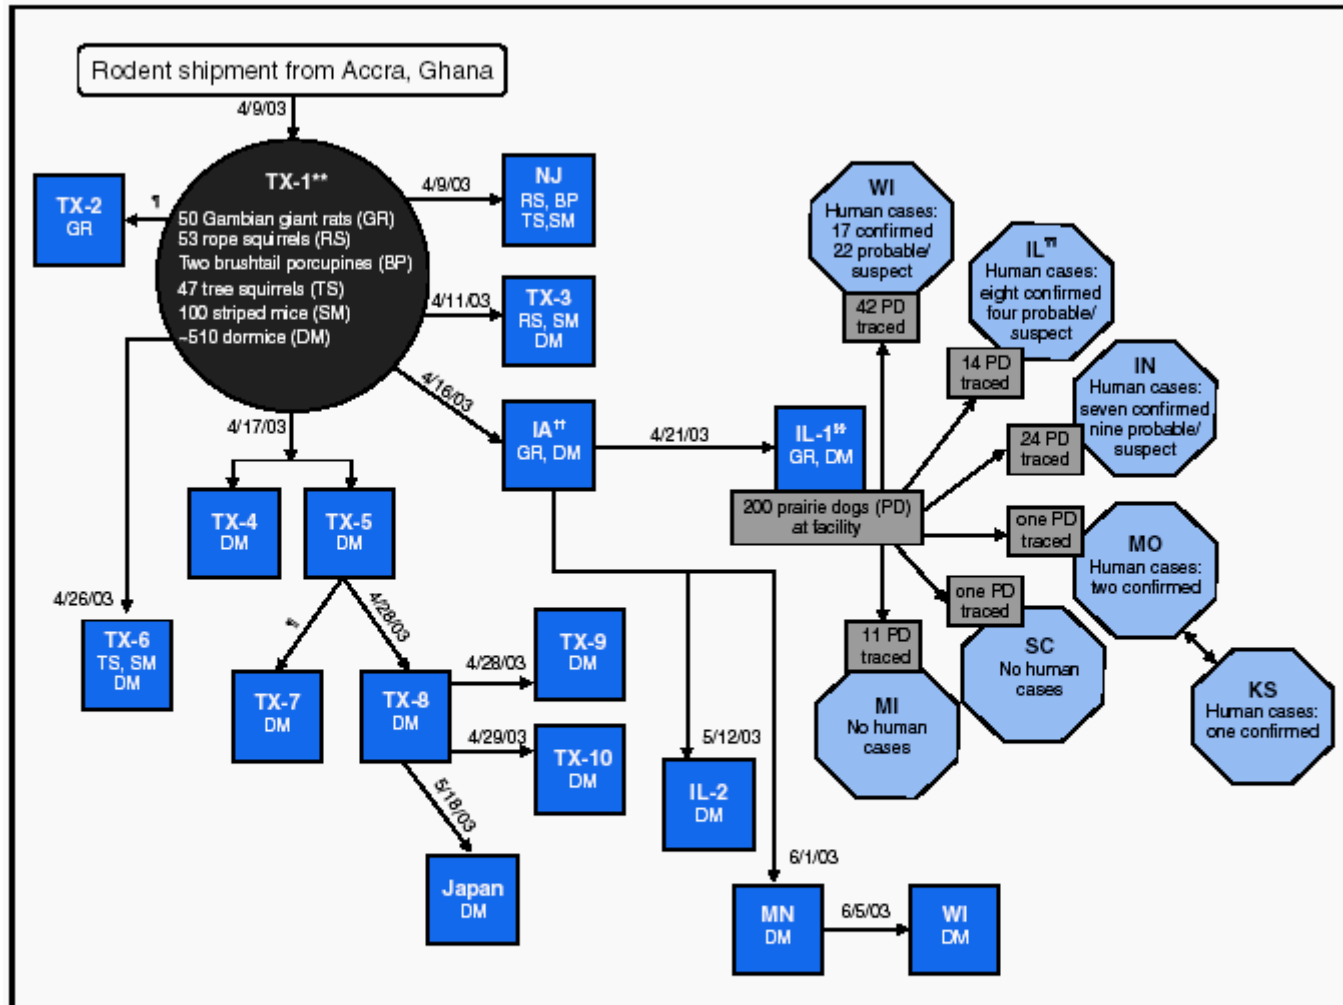 Rodent shipment from Accra, Ghana
4/9/03
TX-1**
50 Gambian giant rats (GR)
53 rope squirrels (RS)
Two brushtail porcupines (BP)
47 tree squirrels (TS)
100 striped mice (SM)
~510 dormice (DM)
¶
TX-2
GR
4/9/03
NJ
RS, BP
TS,SM
4/11/03
TX-3
RS, SM
DM
4/16/03
IA††
GR, DM
4/21/03
IL-1§§
GR, DM
200 prairie dogs (PD)
at facility
4/17/03
TX-4
DM
TX-5
DM
4/26/03
TX-6
TS, SM
DM
¶
TX-7
DM
4/28/03
TX-8
DM
4/28/03
TX-9
DM
4/29/03
TX-10
DM
5/18/03
Japan
DM
5/12/03
IL-2
DM
6/1/03
MN
DM
6/5/03
WI
DM
WI
Human cases:
17 confirmed
22 probable/
suspect
42 PD
traced
IL¶¶
Human cases:
eight confirmed
four probable/
suspect
14 PD
traced
IN
Human cases:
seven confirmed
nine probable/
suspect
24 PD
traced
one PD
traced
MO
Human cases:
two confirmed
one PD
traced
SC
No human
cases
11 PD
traced
MI
No human
cases
KS
Human cases:
one confirmed